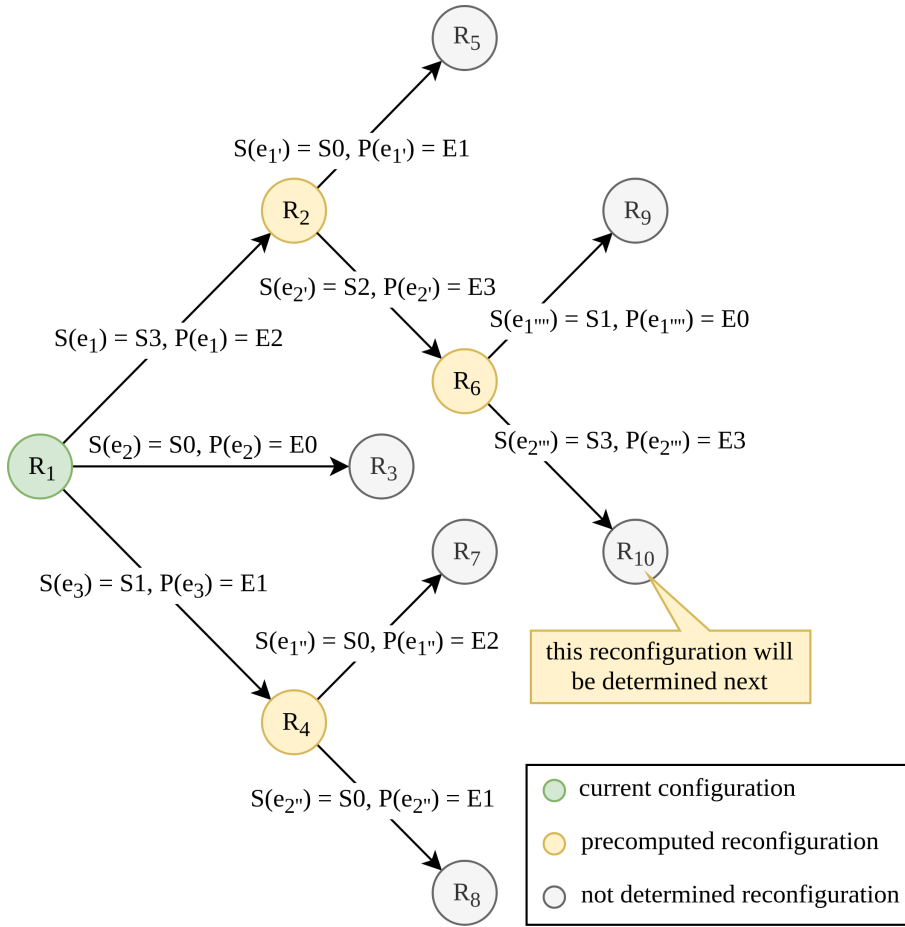 R5
S(e1') = S0, P(e1') = E1
R2
R9
S(e2') = S2, P(e2') = E3
S(e1'''') = S1, P(e1'''') = E0
S(e1) = S3, P(e1) = E2
R6
S(e2) = S0, P(e2) = E0
S(e2''') = S3, P(e2''') = E3
R1
R3
R7
R10
S(e3) = S1, P(e3) = E1
S(e1'') = S0, P(e1'') = E2
this reconfiguration will
be determined next
R4
S(e2'') = S0, P(e2'') = E1
current configuration
precomputed reconfiguration
not determined reconfiguration
R8